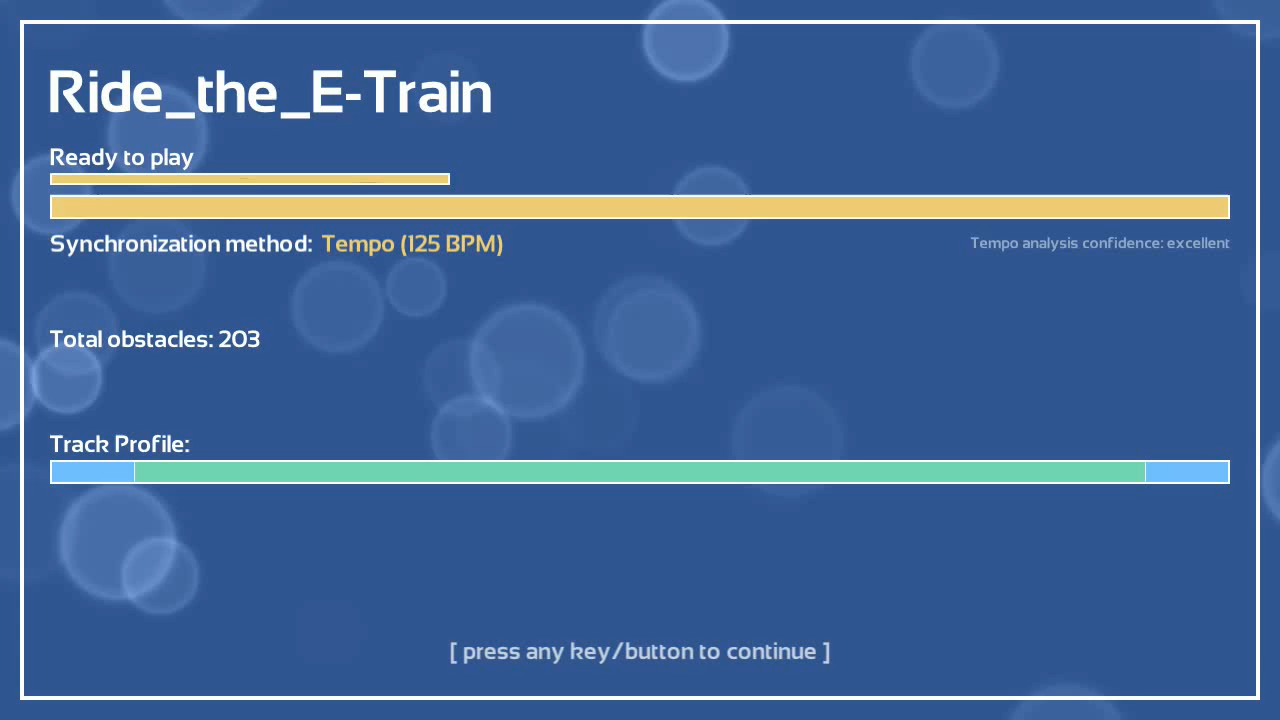 Ride_the_E-Train
Ready to play
Synchronization method: Tempo (125 BPM)
Tempo analysis confidence: excellent
Total obstacles: 203
Track Profile:
[ press any key/button to continue ]